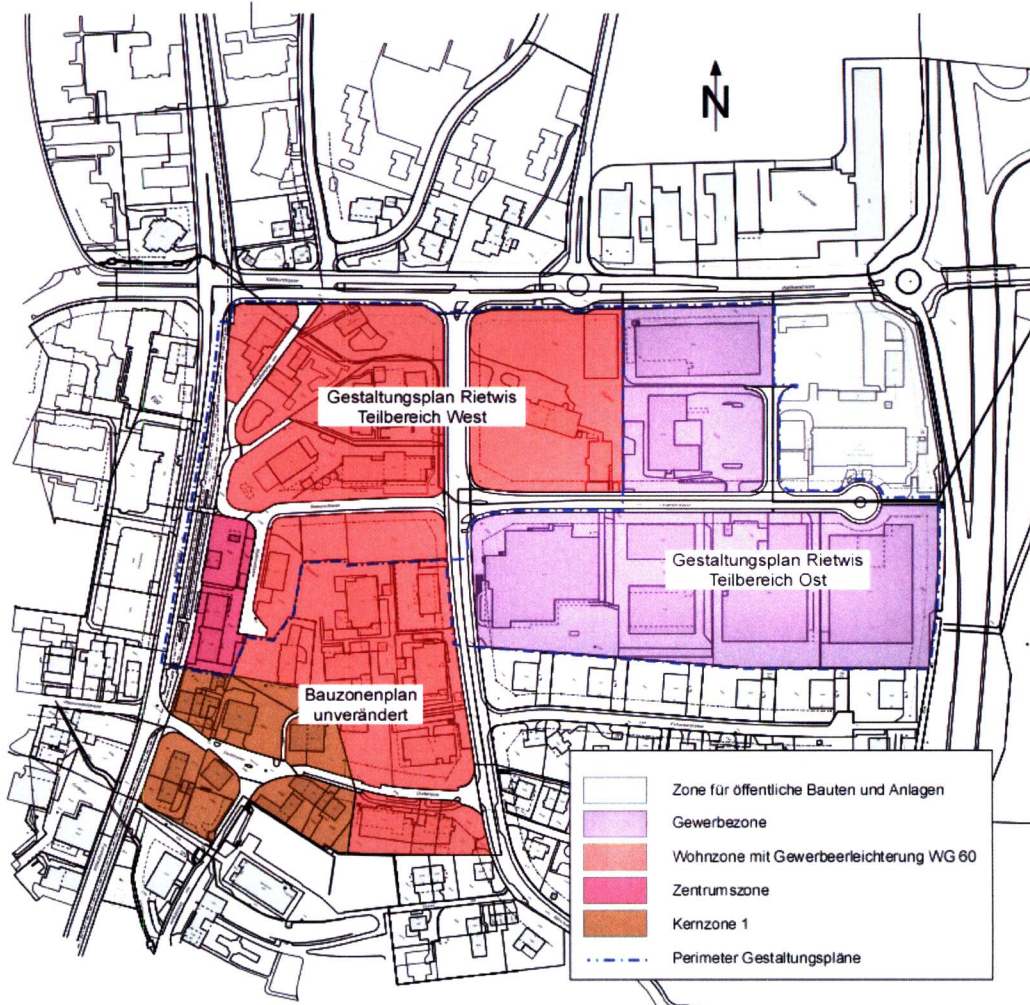 N
Gestaltungsplan Rietwis
Teilbereich West
Gestaltungsplan Rietwis
Teilbereich Ost
Bauzonenplan
unverändert
Zone für öffentliche Bauten und Anlagen
Gewerbezone
Wohnzone mit Gewerbeerleichterung WG 60
Zentrumszone
Kernzone 1
Perimeter Gestaltungspläne